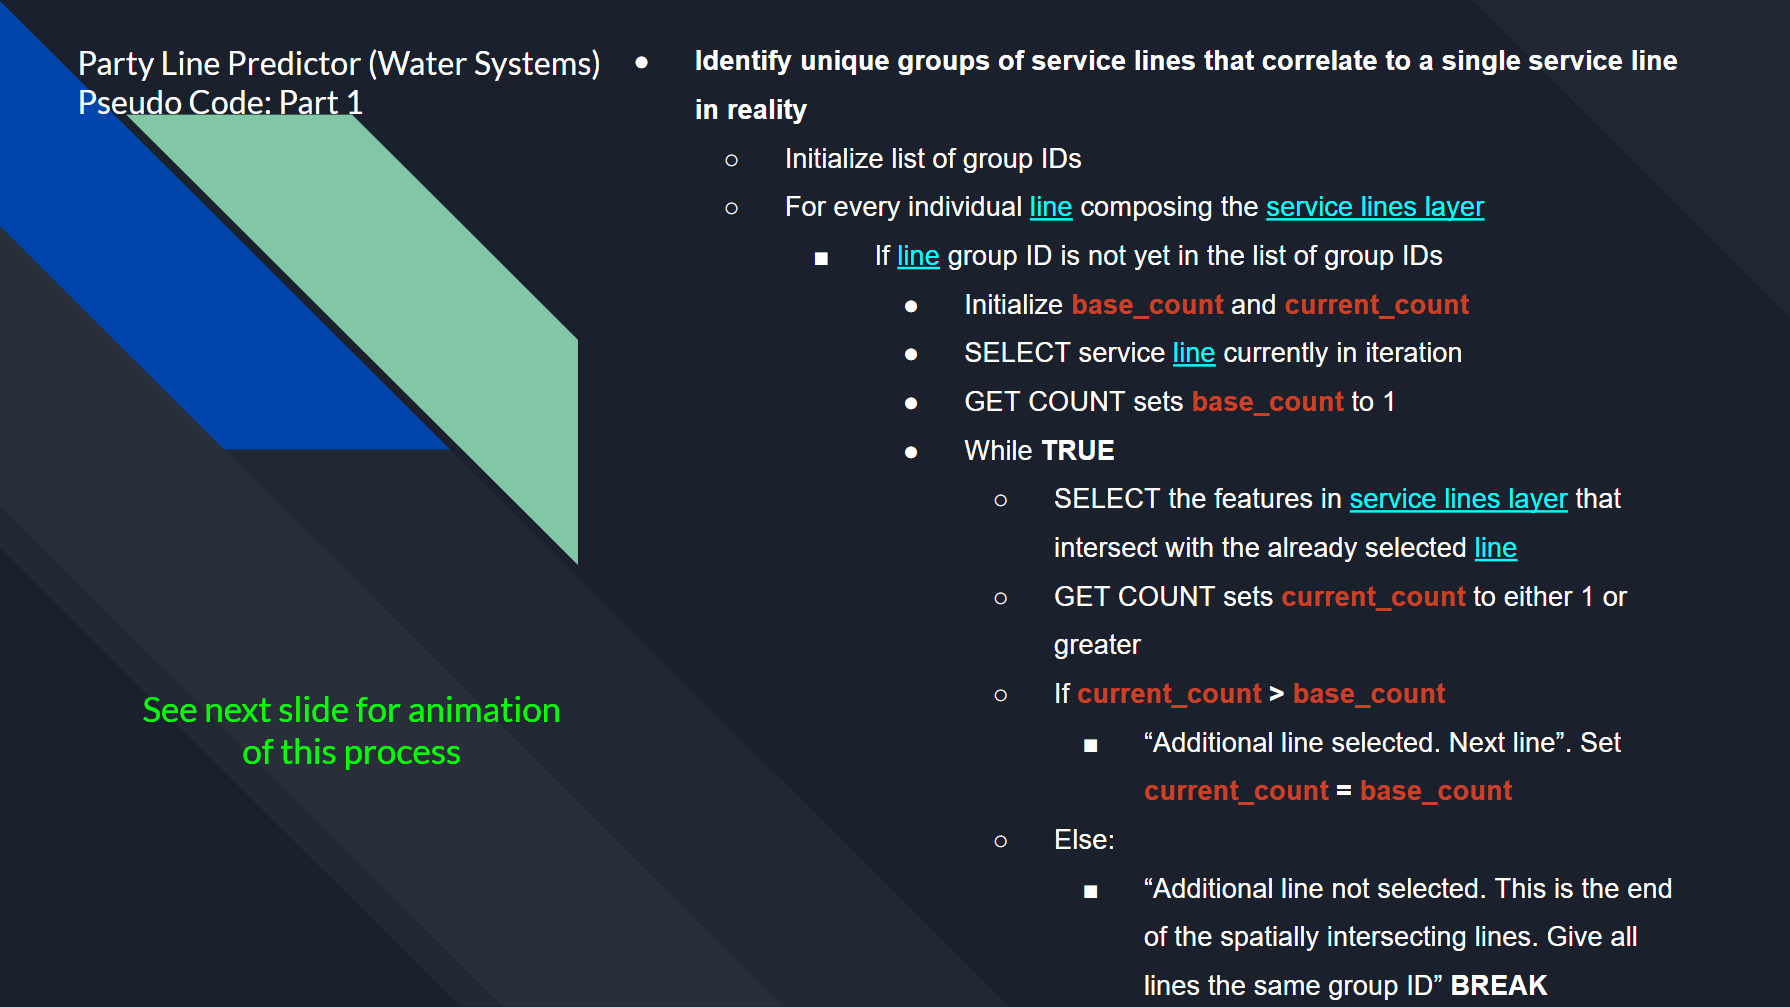 Party Line Predictor (Water Systems)
Pseudo Code: Part 1
● Identify unique groups of service lines that correlate to a single service line
in reality
○ Initialize list of group IDs
○ For every individual line composing the service lines layer
■ If line group ID is not yet in the list of group IDs
● Initialize base_count and current_count
● SELECT service line currently in iteration
● GET COUNT sets base_count to 1
● While TRUE
○ SELECT the features in service lines layer that
intersect with the already selected line
○ GET COUNT sets current_count to either 1 or
greater
○ If current_count > base_count
■ “Additional line selected. Next line”. Set
current_count = base_count
○ Else:
■ “Additional line not selected. This is the end
of the spatially intersecting lines. Give all
lines the same group ID” BREAK
See next slide for animation
of this process